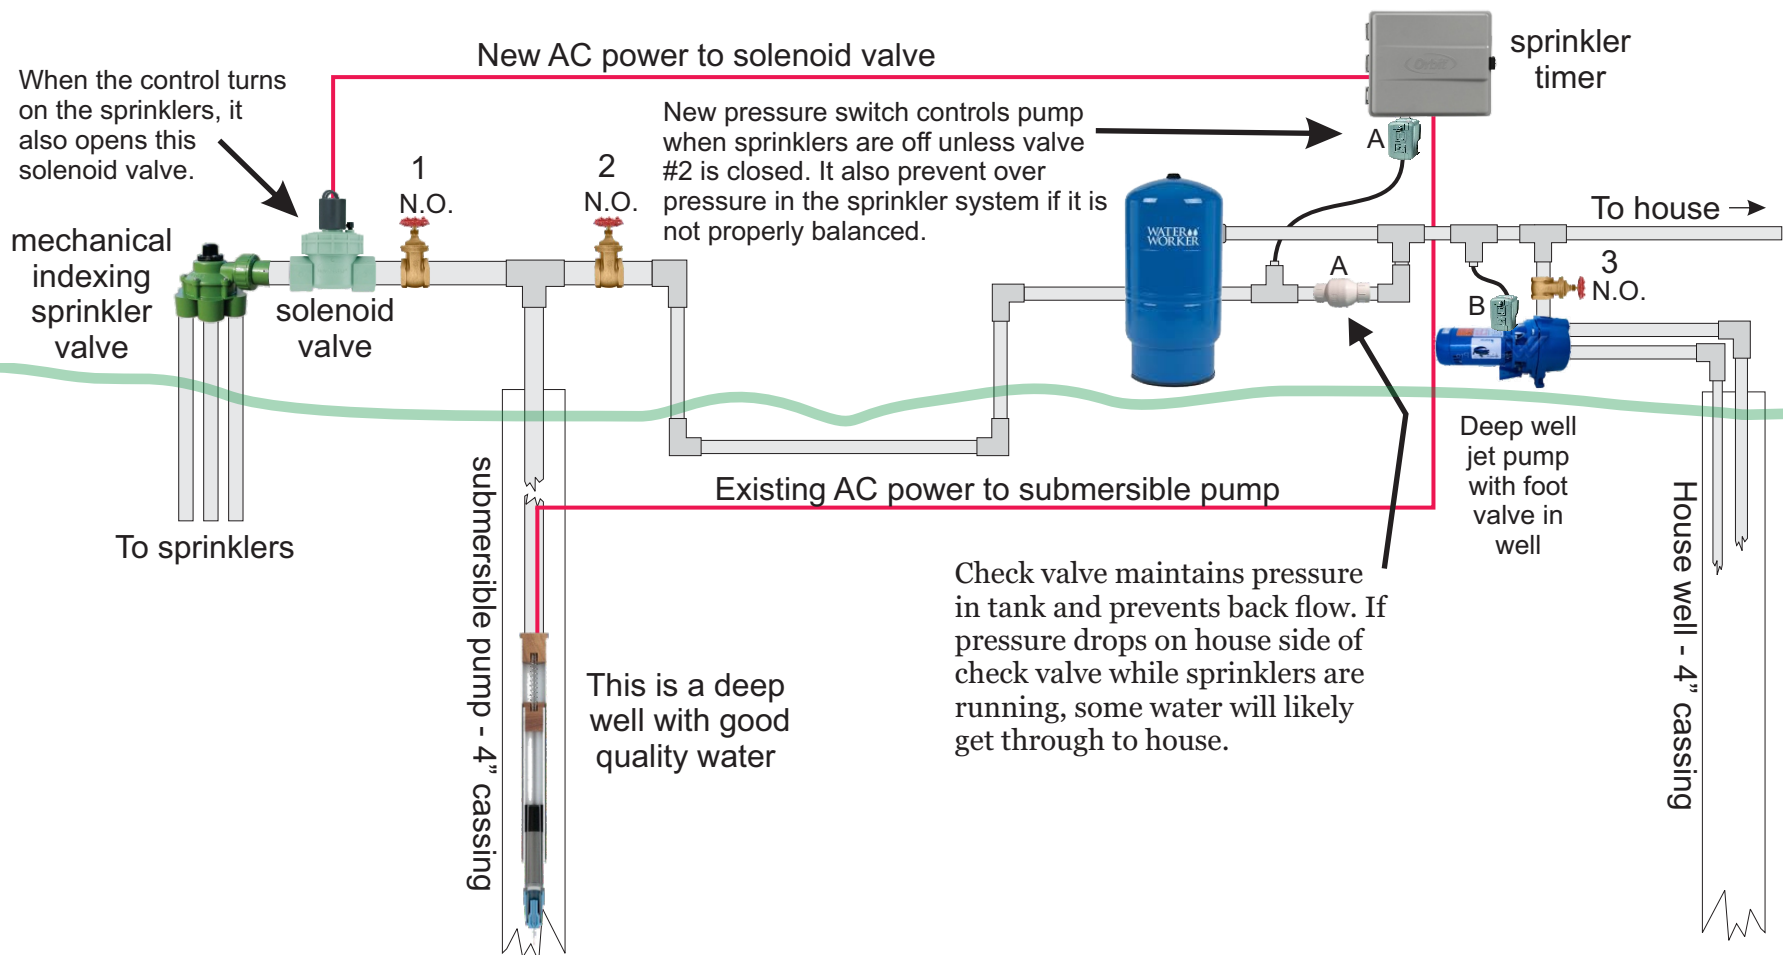 New AC power to solenoid valve
sprinkler
timer
Orbit
When the control turns
on the sprinklers, it
also opens this
solenoid valve.
New pressure switch controls pump
when sprinklers are off unless valve
#2 is closed. It also prevent over
pressure in the sprinkler system if it is
not properly balanced.
A
1
N.O.
2
N.O.
To house
mechanical
indexing
sprinkler
valve
solenoid
valve
WATER
WORKER
A
B
3
N.O.
To sprinklers
submersible pump - 4” cassing
Existing AC power to submersible pump
Deep well
jet pump
with foot
valve in
well
House well - 4” cassing
This is a deep
well with good
quality water
Check valve maintains pressure
in tank and prevents back flow. If
pressure drops on house side of
check valve while sprinklers are
running, some water will likely
get through to house.